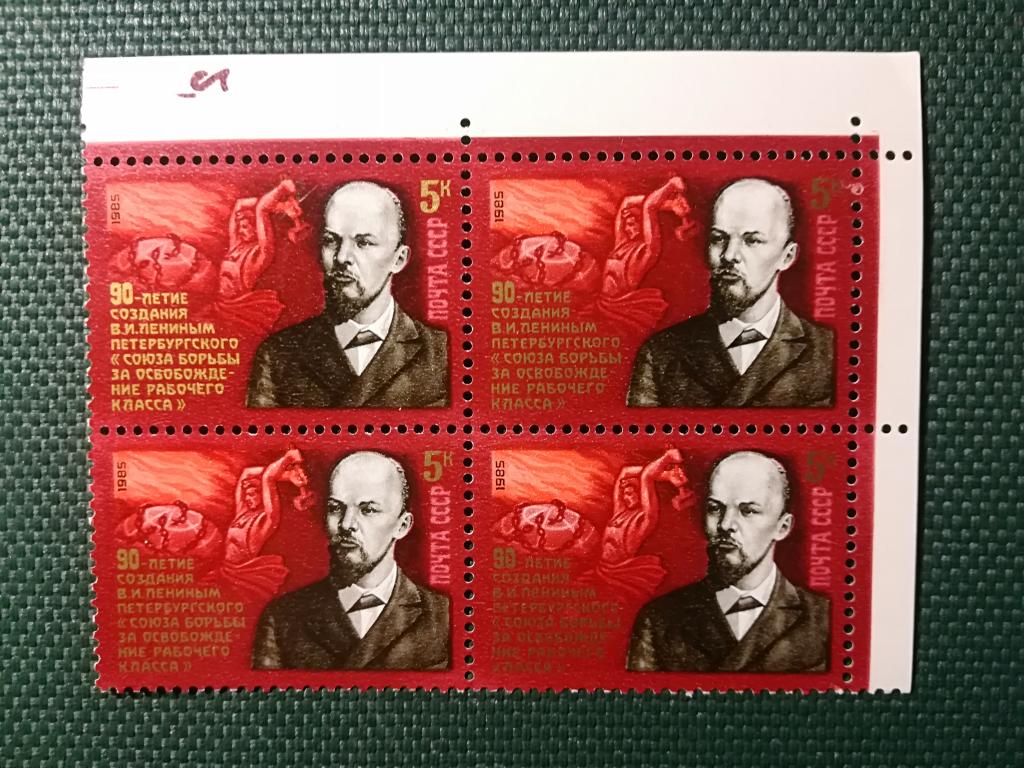 5
1985
5к
90-ЛЕТИЕ
СОЗДАНИЯ
В.И.ЛЕНИНЫМ
ПЕТЕРБУРГСКОГО
«СОЮЗА БОРЬБЫ
ЗА ОСВОБОЖДЕ-
НИЕ РАБОЧЕГО
КЛАССА»
ПОЧТА СССР
1985
5к
90-ЛЕТИЕ
СОЗДАНИЯ
В.И.ЛЕНИНЫМ
ПЕТЕРБУРГСКОГО
«СОЮЗА БОРЬБЫ
ЗА ОСВОБОЖДЕ-
НИЕ РАБОЧЕГО
КЛАССА»
ПОЧТА СССР
1985
5к
90-ЛЕТИЕ
СОЗДАНИЯ
В.И.ЛЕНИНЫМ
ПЕТЕРБУРГСКОГО
«СОЮЗА БОРЬБЫ
ЗА ОСВОБОЖДЕ-
НИЕ РАБОЧЕГО
КЛАССА»
ПОЧТА СССР
1985
5к
90-ЛЕТИЕ
СОЗДАНИЯ
В.И.ЛЕНИНЫМ
ПЕТЕРБУРГСКОГО
«СОЮЗА БОРЬБЫ
ЗА ОСВОБОЖДЕ-
НИЕ РАБОЧЕГО
КЛАССА»
ПОЧТА СССР